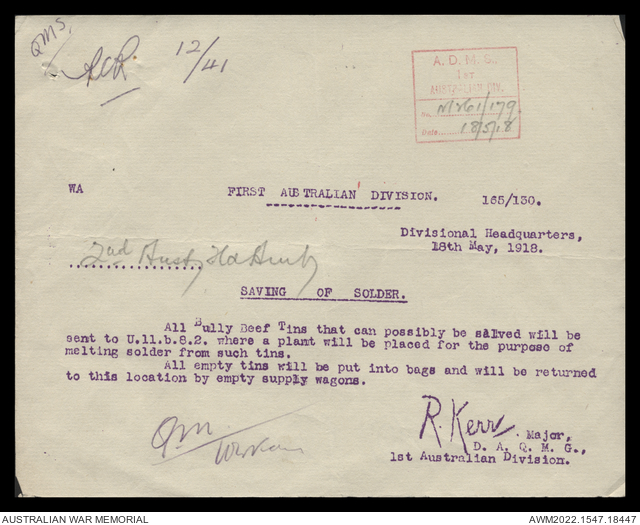 QMS
12/41
A. D. M. S.
1st
AUSTRALIAN DIV.
No. N/261/179
Date 18/5/18
WA
FIRST AUSTRALIAN DIVISION. 165/130.
Divisional Headquarters,
18th May, 1918.
2nd Aust Fld Amb
SAVING OF SOLDER.
All Bully Beef Tins that can possibly be salved will be
sent to U.11.b.8.2. where a plant will be placed for the purpose of
melting solder from such tins.
All empty tins will be put into bags and will be returned
to this location by empty supply wagons.
QM.
R. Kerr Major,
D. A. Q. M. G.,
1st Australian Division.
AUSTRALIAN WAR MEMORIAL
AWM2022.1547.18447